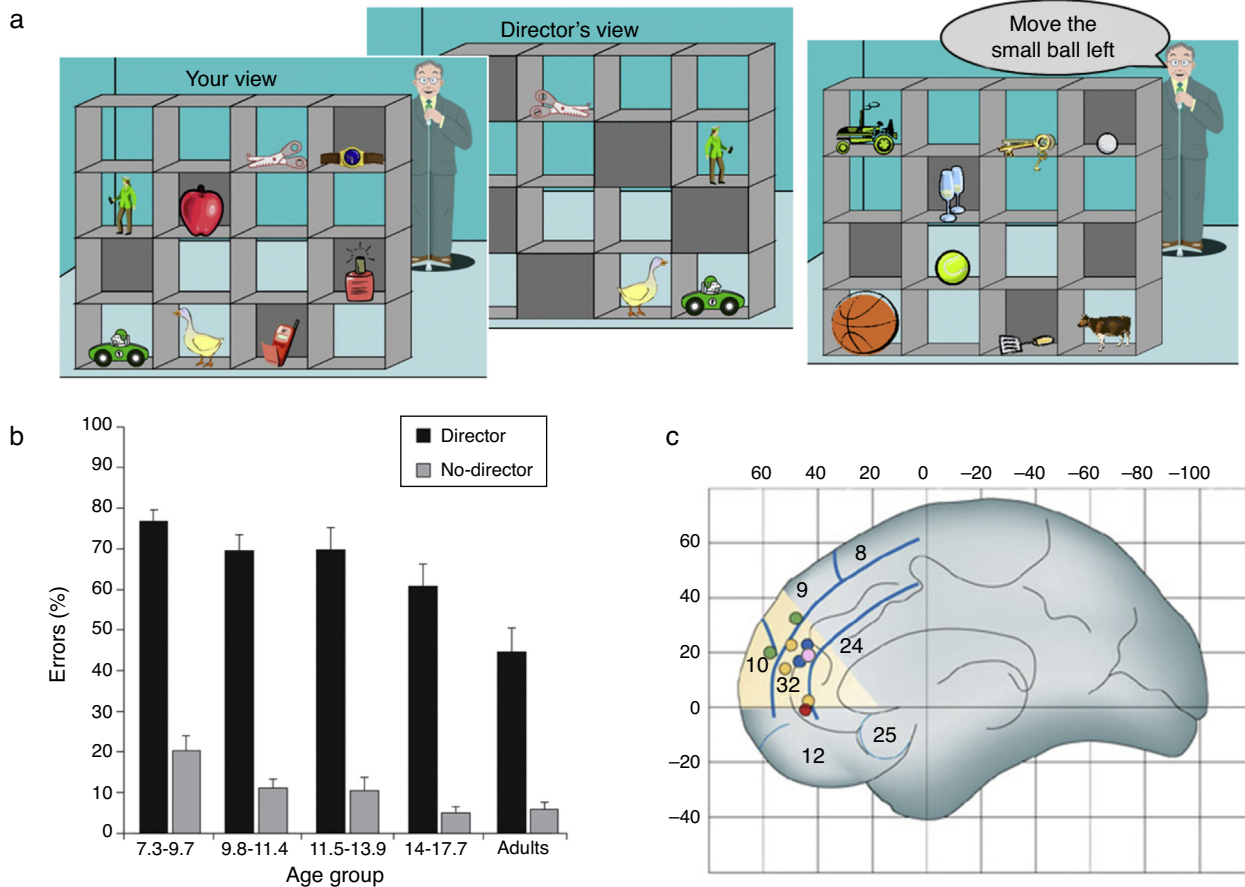 a
Your view
Director's view
Move the
small ball left
b
100
90
80
70
60
50
40
30
20
10
0
Errors (%)
Director
No-director
7.3-9.7
9.8-11.4
11.5-13.9
14-17.7
Adults
Age group
c
60 40 20 0 –20 –40 –60 –80 –100
60
40
20
0
–20
–40
8
9
10
24
32
25
12